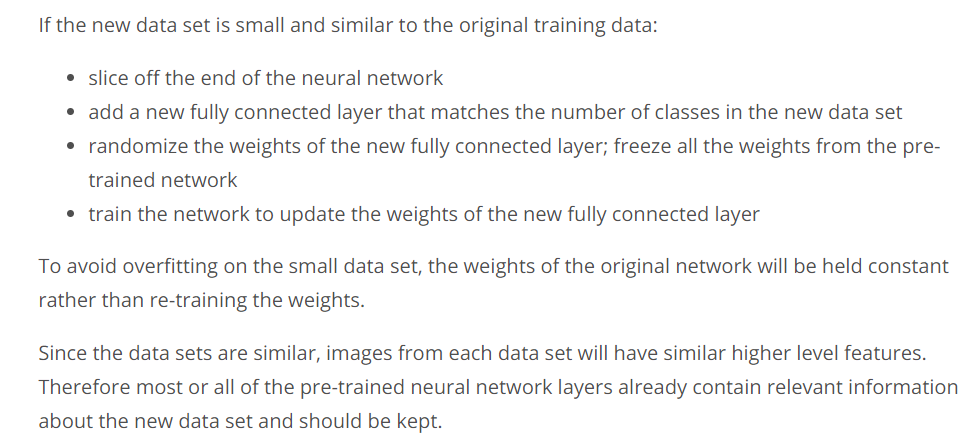 If the new data set is small and similar to the original training data:
• slice off the end of the neural network
• add a new fully connected layer that matches the number of classes in the new data set
• randomize the weights of the new fully connected layer; freeze all the weights from the pre-
trained network
• train the network to update the weights of the new fully connected layer
To avoid overfitting on the small data set, the weights of the original network will be held constant
rather than re-training the weights.
Since the data sets are similar, images from each data set will have similar higher level features.
Therefore most or all of the pre-trained neural network layers already contain relevant information
about the new data set and should be kept.